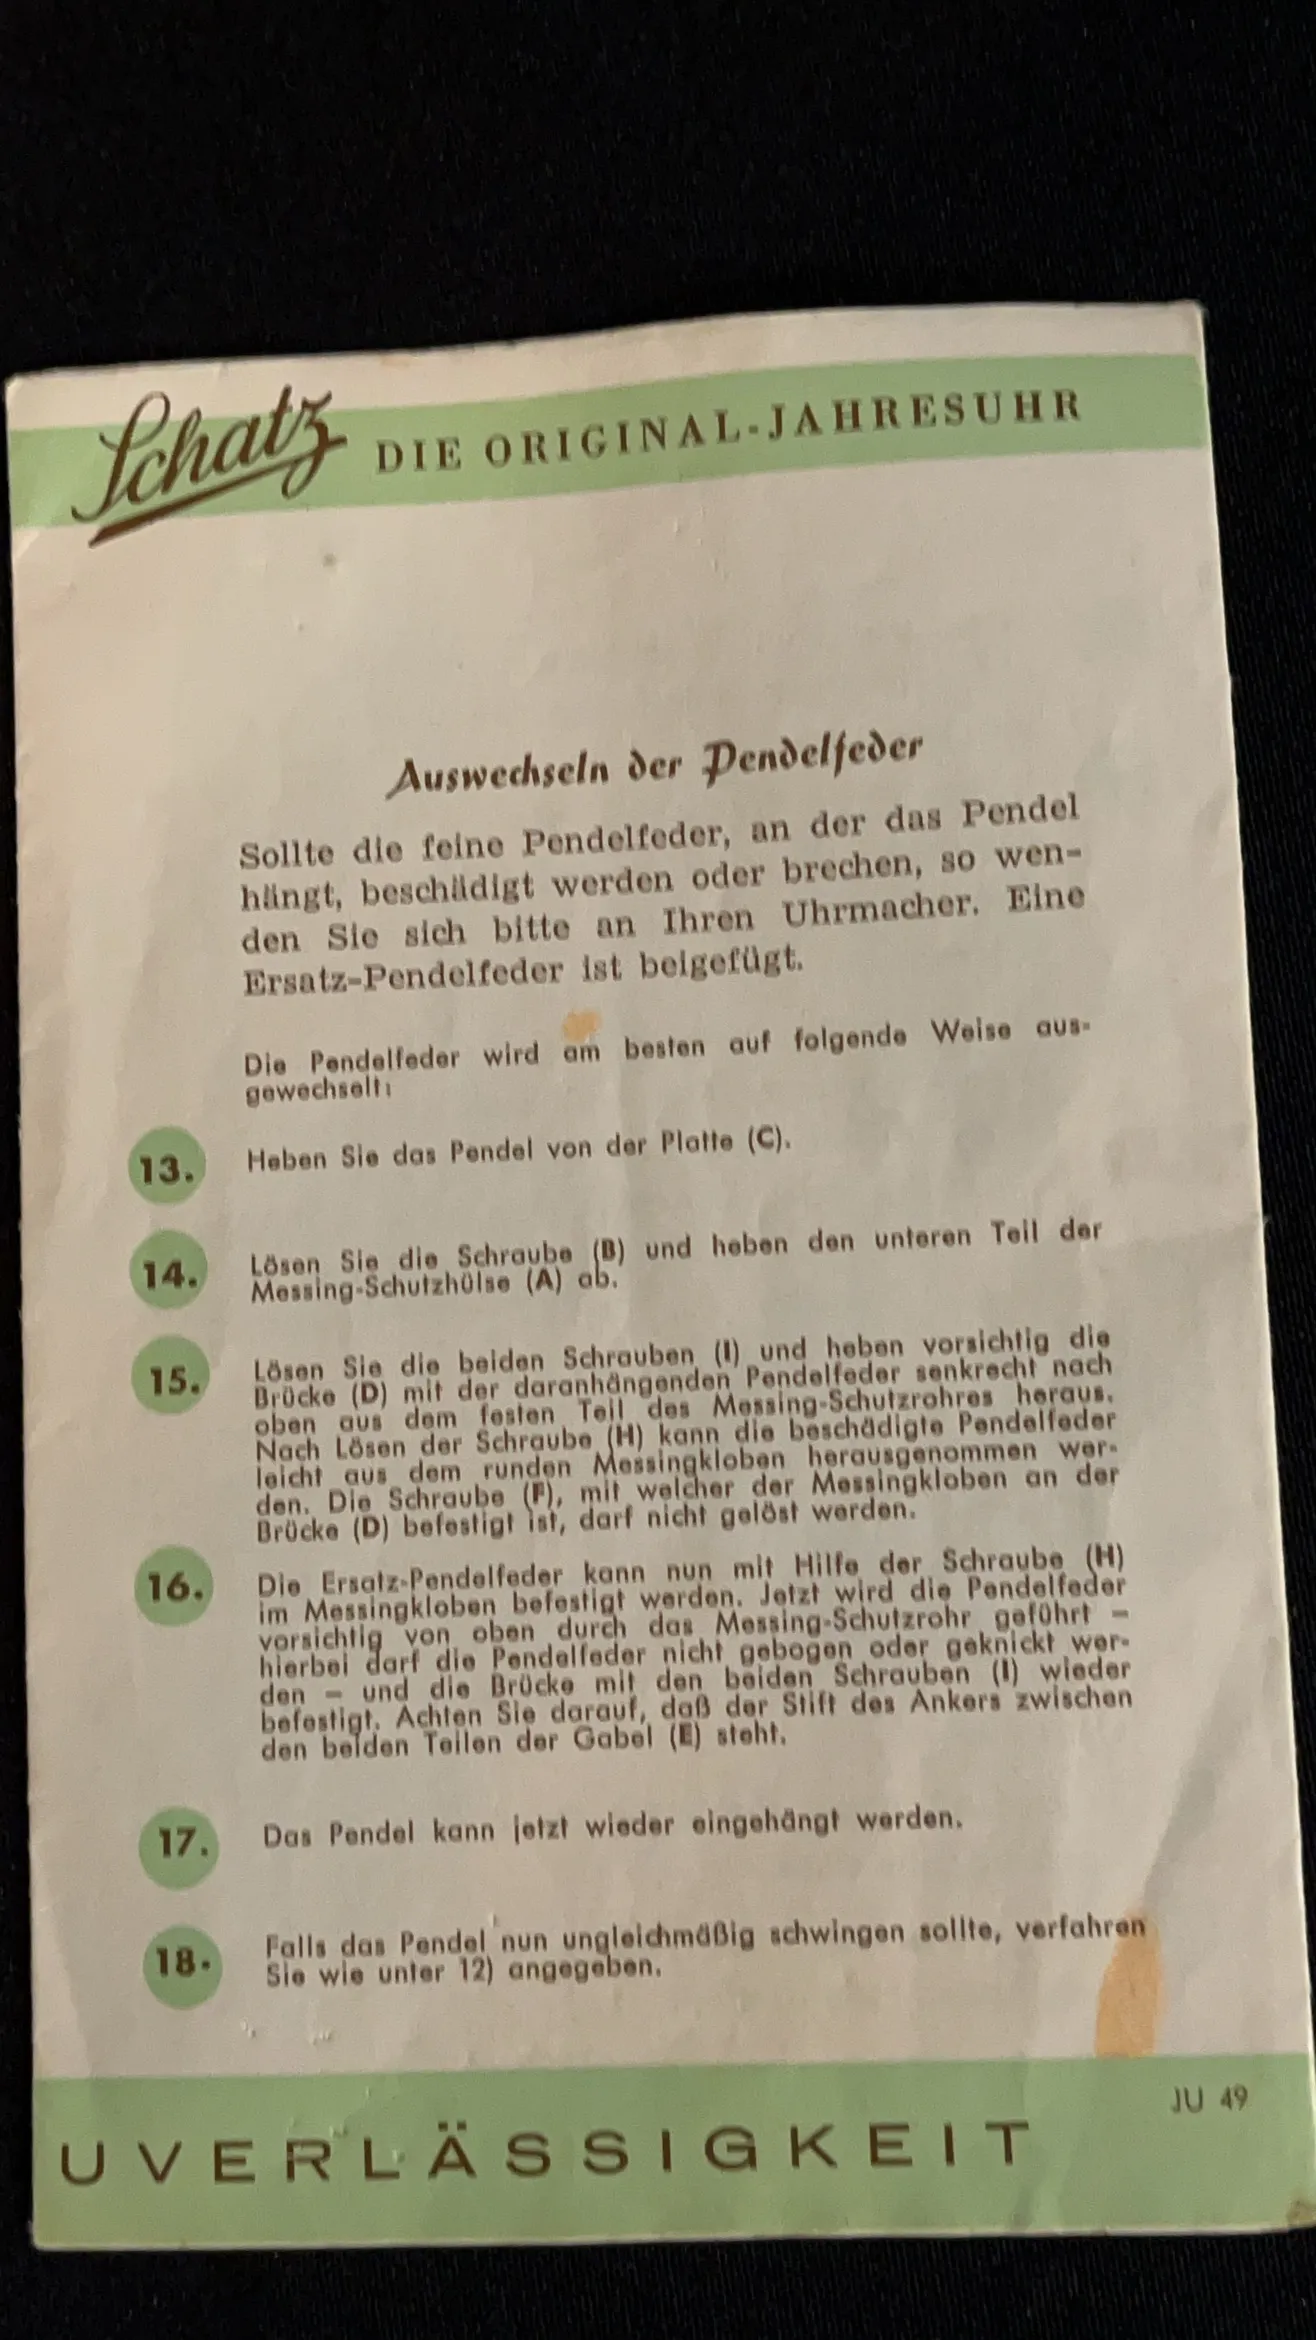 Schatz DIE ORIGINAL-JAHRESUHR
Auswechseln der Pendelfeder
Sollte die feine Pendelfeder, an der das Pendel
hängt, beschädigt werden oder brechen, so wen-
den Sie sich bitte an Ihren Uhrmacher. Eine
Ersatz-Pendelfeder ist beigefügt.
Die Pendelfeder wird am besten auf folgende Weise aus-
gewechselt:
13. Heben Sie das Pendel von der Platte (C).
14. Lösen Sie die Schraube (B) und heben den unteren Teil der
Messing-Schutzhülse (A) ab.
15. Lösen Sie die beiden Schrauben (I) und heben vorsichtig die
Brücke (D) mit der daranhängenden Pendelfeder senkrecht nach
oben aus dem festen Teil des Messing-Schutzrohres heraus.
Nach Lösen der Schraube (H) kann die beschädigte Pendelfeder
leicht aus dem runden Messingkloben herausgenommen wer-
den. Die Schraube (F), mit welcher der Messingkloben an der
Brücke (D) befestigt ist, darf nicht gelöst werden.
16. Die Ersatz-Pendelfeder kann nun mit Hilfe der Schraube (H)
im Messingkloben befestigt werden. Jetzt wird die Pendelfeder
vorsichtig von oben durch das Messing-Schutzrohr geführt –
hierbei darf die Pendelfeder nicht gebogen oder geknickt wer-
den – und die Brücke mit den beiden Schrauben (I) wieder
befestigt. Achten Sie darauf, daß der Stift des Ankers zwischen
den beiden Teilen der Gabel (E) steht.
17. Das Pendel kann jetzt wieder eingehängt werden.
18. Falls das Pendel nun ungleichmäßig schwingen sollte, verfahren
Sie wie unter 12) angegeben.
JU 49
UVERLÄSSIGKEIT